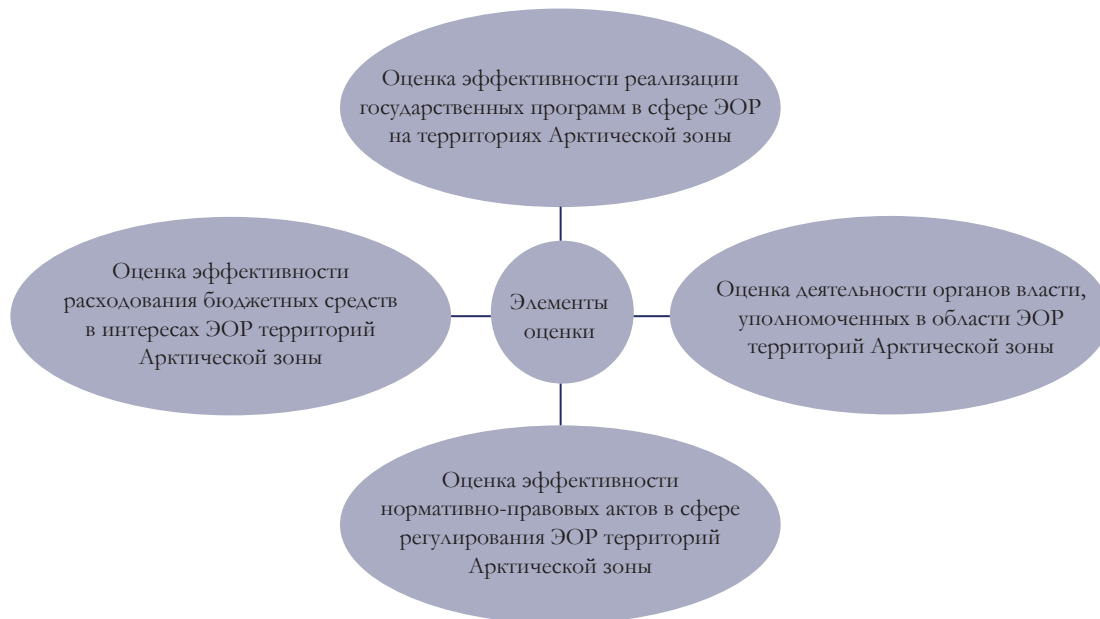 Оценка эффективности реализации
государственных программ в сфере ЭОР
на территориях Арктической зоны
Оценка эффективности
расходования бюджетных средств
в интересах ЭОР территорий
Арктической зоны
Элементы
оценки
Оценка деятельности органов власти,
уполномоченных в области ЭОР
территорий Арктической зоны
Оценка эффективности
нормативно-правовых актов в сфере
регулирования ЭОР территорий
Арктической зоны